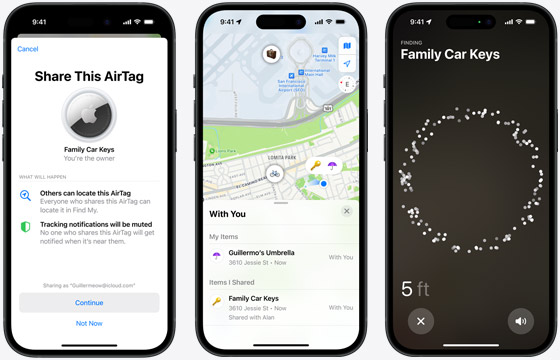 9:41
Cancel
Share This AirTag
Family Car Keys
You're the owner
WHAT WILL HAPPEN
Others can locate this AirTag
Everyone who shares this AirTag can
locate it in Find My.
Tracking notifications will be muted
No one who shares this AirTag will get
notified when it's near them.
Sharing as "Guillermeow@icloud.com"
Continue
Not Now
9:41
Harvey Milk
Terminal 1
International
Main Hall
San Francisco
International
Airport (SFO)
E
Lions Park
LOMITA PARK
With You
My Items
Guillermo's Umbrella
3610 Jessie St • Now
With You
Items I Shared
Family Car Keys
3610 Jessie St • Now
Shared with Alan
With You
9:41
FINDING
Family Car Keys
5 ft